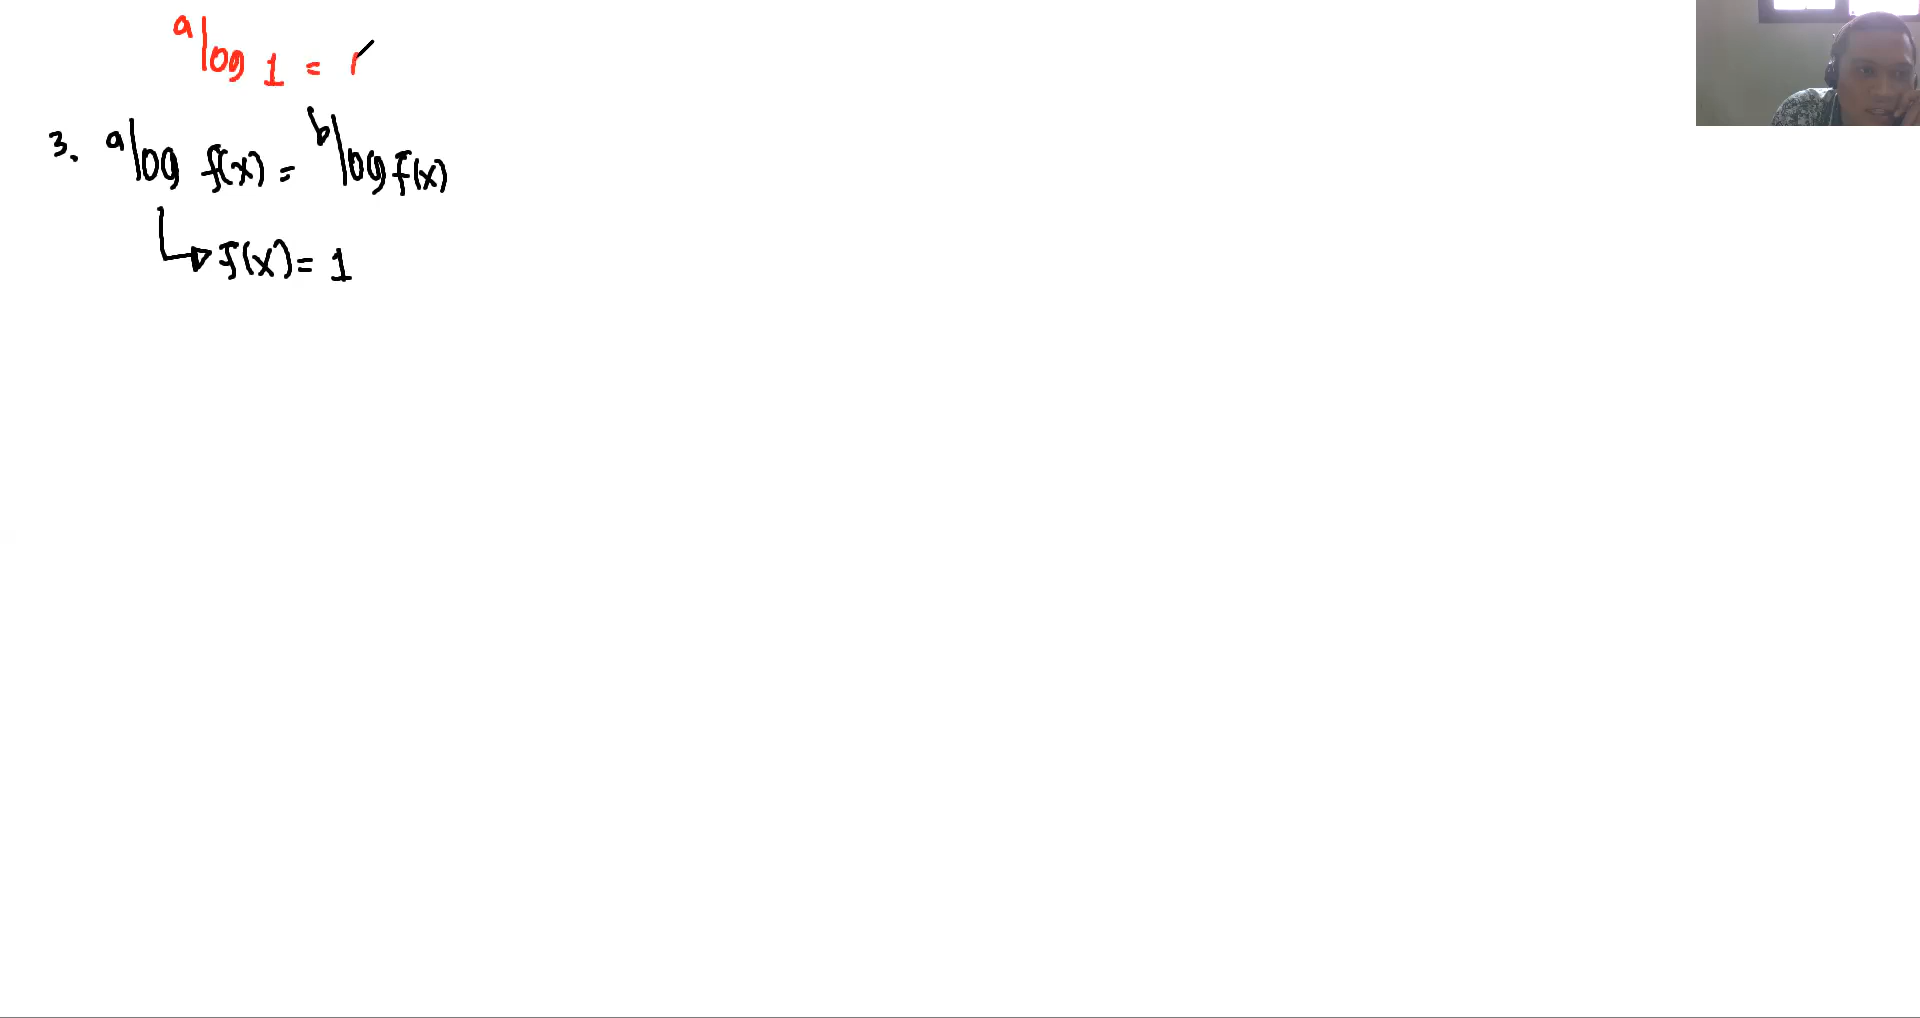 ᵃlog 1 =
3. ᵃlog f(x) = ᵇlog f(x)
f(x) = 1